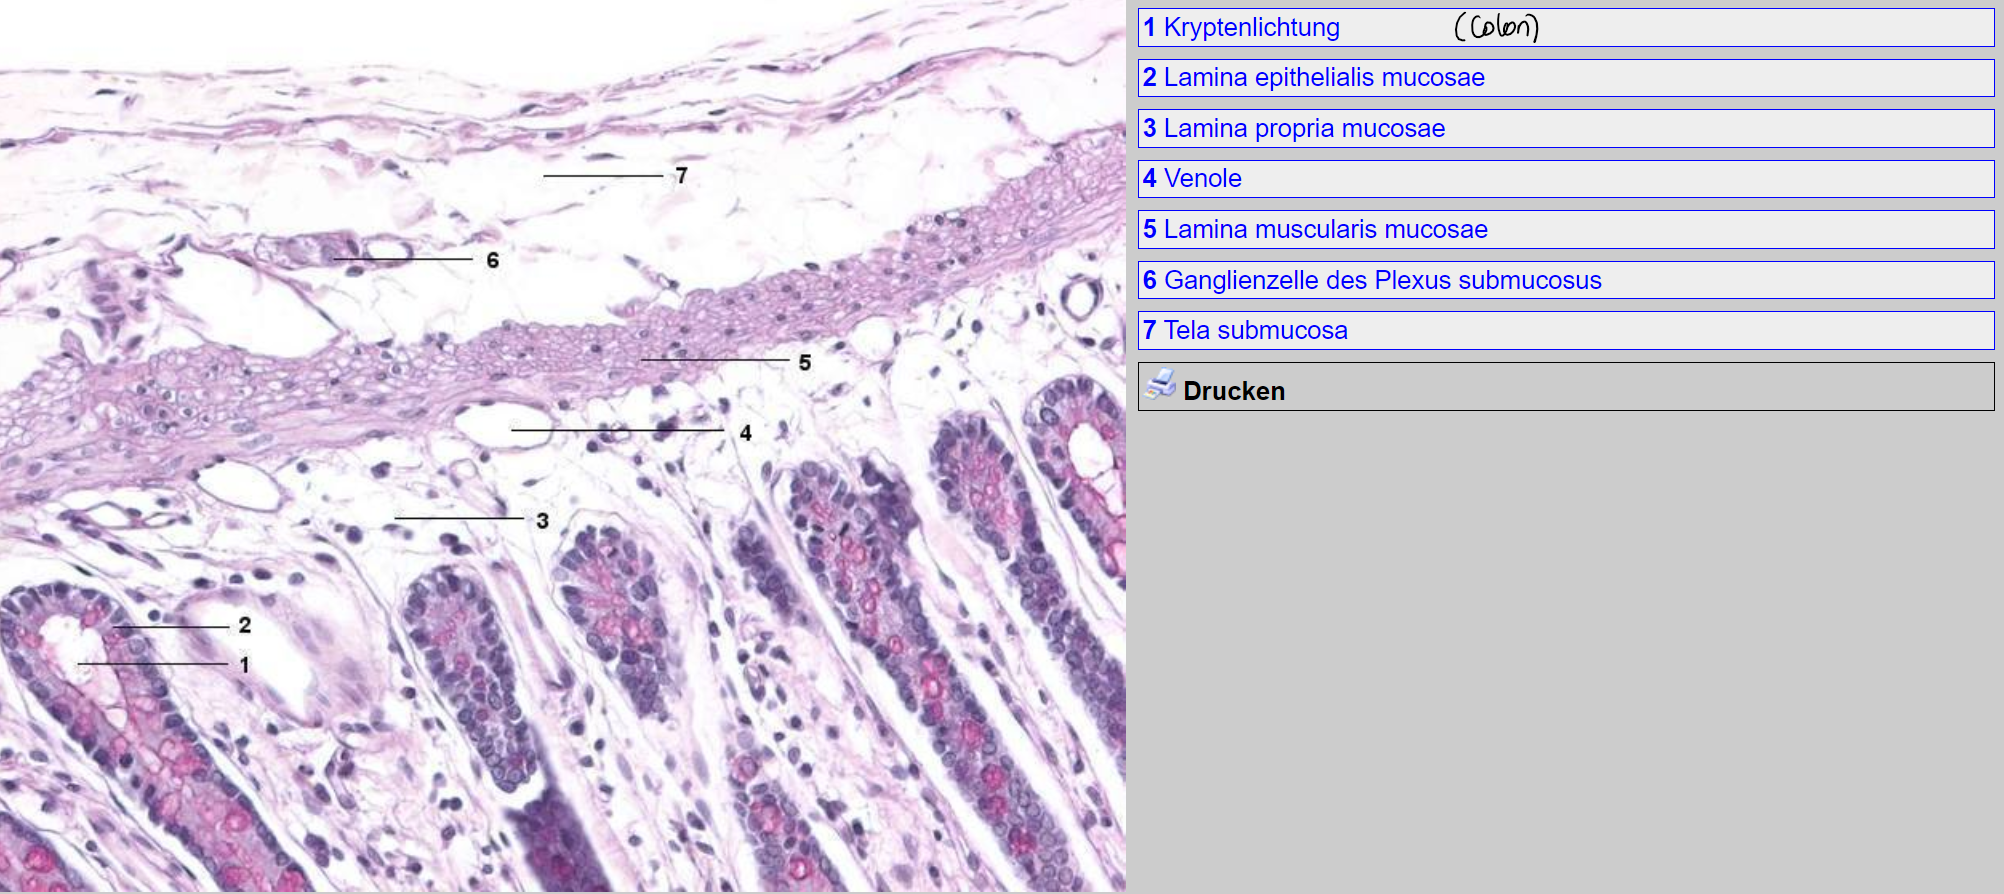 1 Kryptenlichtung (Colon)
2 Lamina epithelialis mucosae
3 Lamina propria mucosae
4 Venole
5 Lamina muscularis mucosae
6 Ganglienzelle des Plexus submucosus
7 Tela submucosa
Drucken
7
6
5
4
3
2
1